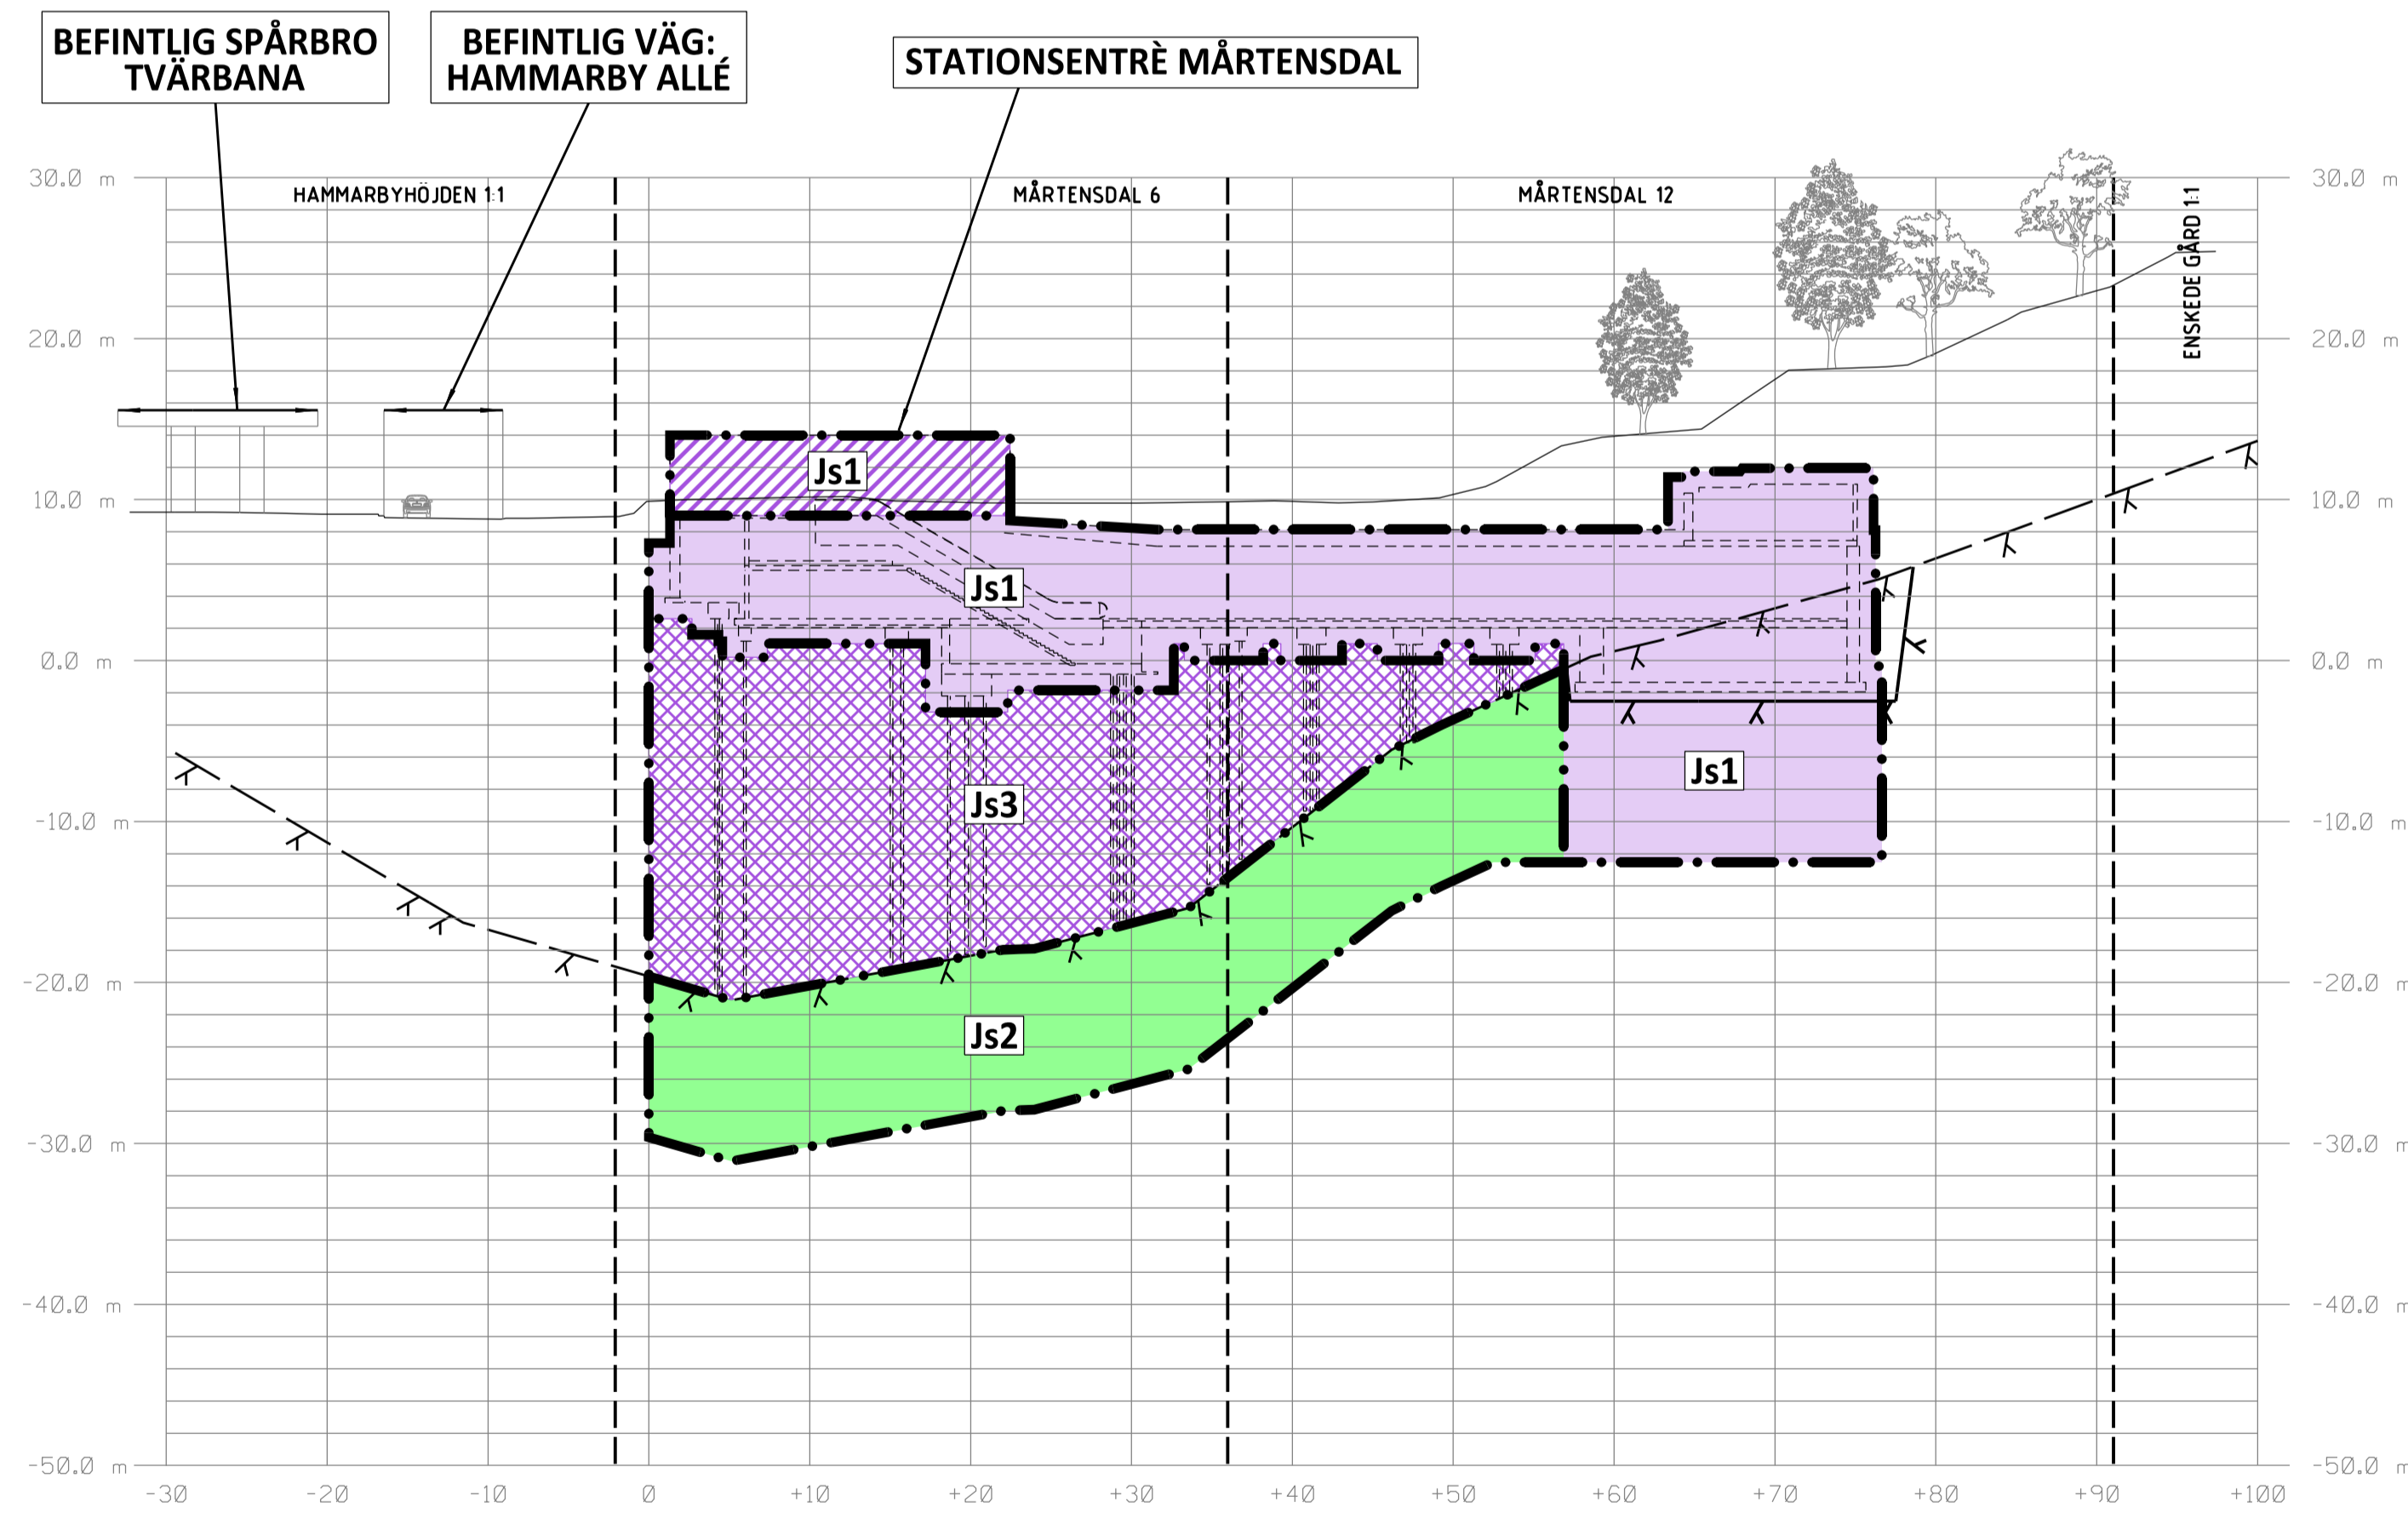 BEFINTLIG SPÅRBRO
TVÄRBANA
BEFINTLIG VÄG:
HAMMARBY ALLÉ
STATIONSENTRÈ MÅRTENSDAL
30.0 m
HAMMARBYHÖJDEN 1:1
MÅRTENSDAL 6
MÅRTENSDAL 12
ENSKEDE GÅRD 1:1
30.0 m
20.0 m
20.0 m
10.0 m
Js1
10.0 m
Js1
0.0 m
0.0 m
Js1
-10.0 m
Js3
-10.0 m
-20.0 m
-20.0 m
Js2
-30.0 m
-30.0 m
-40.0 m
-40.0 m
-50.0 m
-50.0 m
-30 -20 -10 0 +10 +20 +30 +40 +50 +60 +70 +80 +90 +100